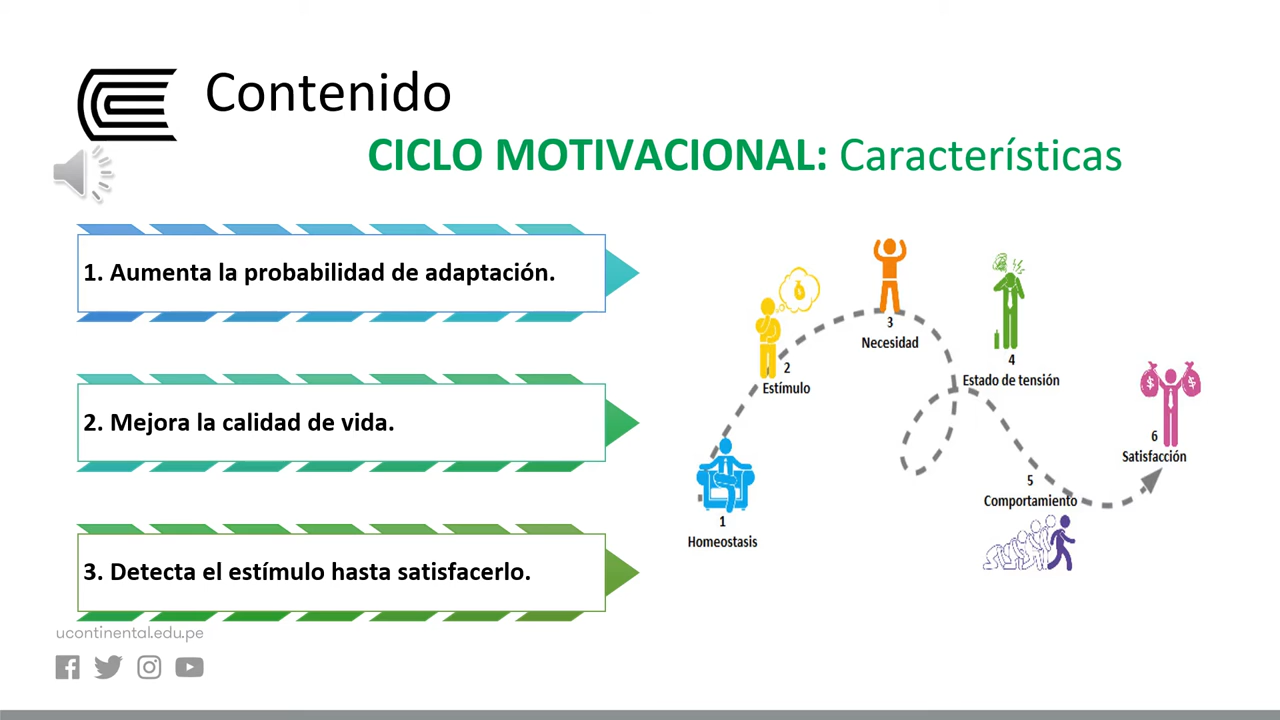 Contenido
CICLO MOTIVACIONAL: Características
1. Aumenta la probabilidad de adaptación.
2. Mejora la calidad de vida.
3. Detecta el estímulo hasta satisfacerlo.
1
Homeostasis
2
Estímulo
3
Necesidad
4
Estado de tensión
5
Comportamiento
$ $
6
Satisfacción
ucontinental.edu.pe